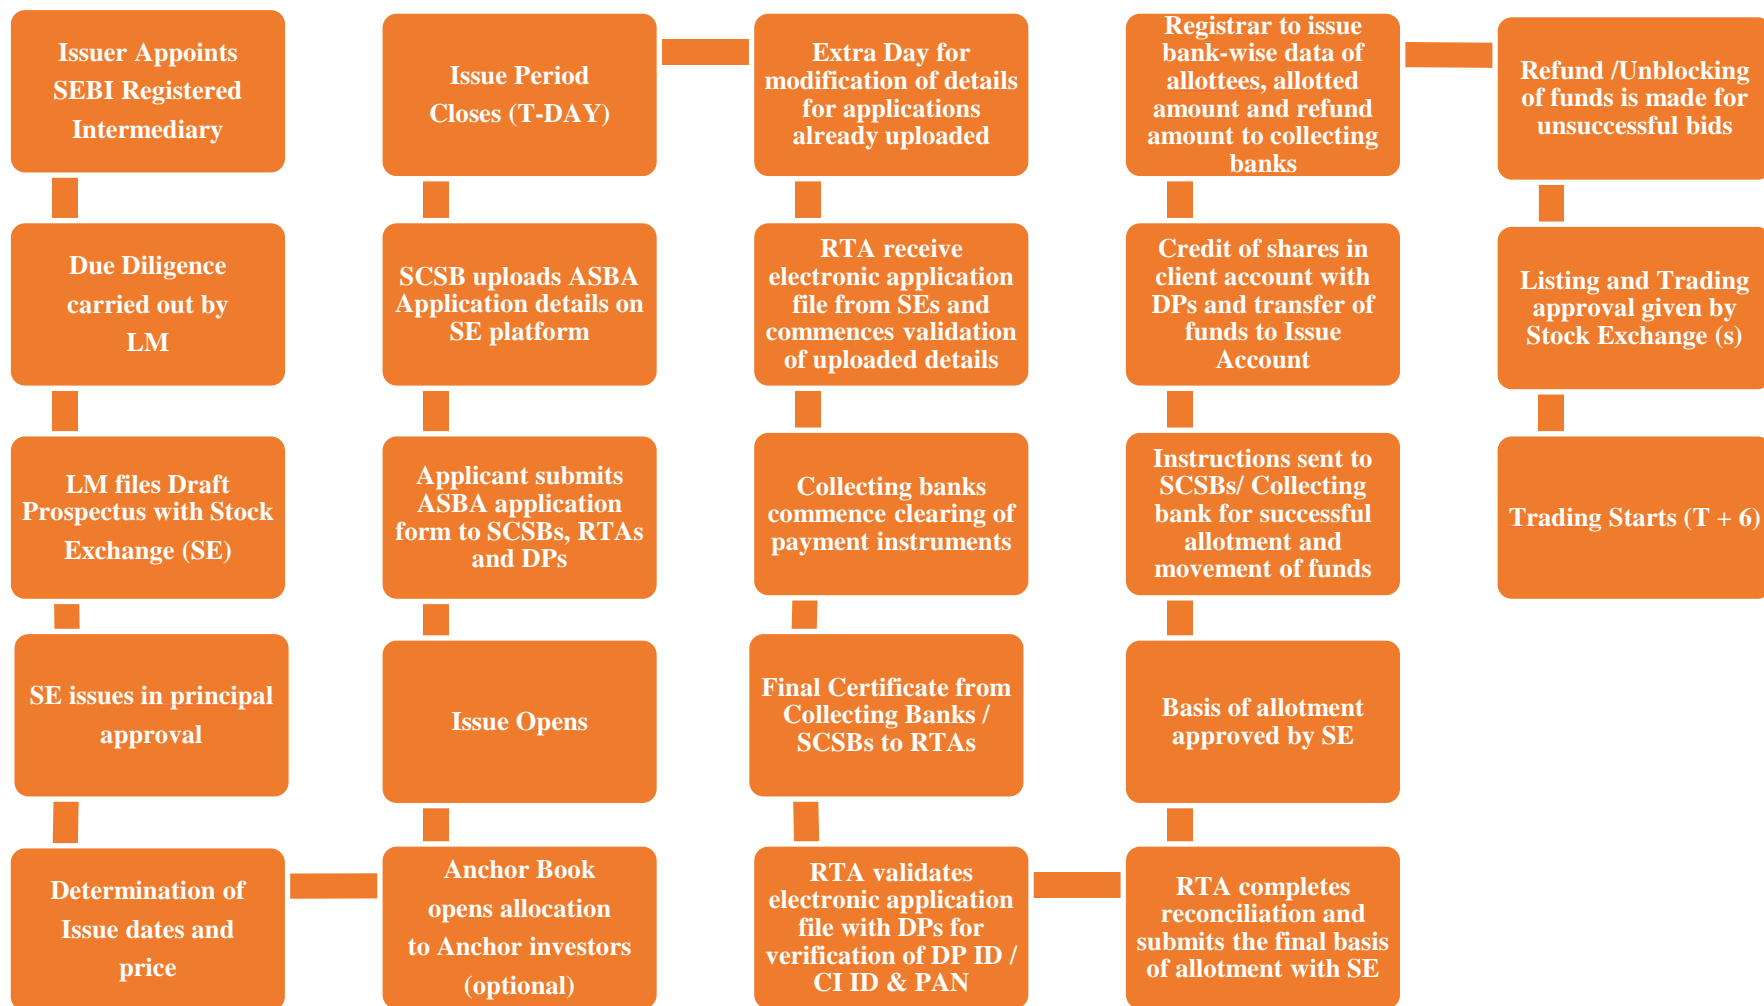 Issuer Appoints
SEBI Registered
Intermediary
Due Diligence
carried out by
LM
LM files Draft
Prospectus with Stock
Exchange (SE)
SE issues in principal
approval
Determination of
Issue dates and
price
Anchor Book
opens allocation
to Anchor investors
(optional)
Issue Opens
Applicant submits
ASBA application
form to SCSBs, RTAs
and DPs
SCSB uploads ASBA
Application details on
SE platform
Issue Period
Closes (T-DAY)
Extra Day for
modification of details
for applications
already uploaded
RTA receive
electronic application
file from SEs and
commences validation
of uploaded details
Collecting banks
commence clearing of
payment instruments
Final Certificate from
Collecting Banks /
SCSBs to RTAs
RTA validates
electronic application
file with DPs for
verification of DP ID /
CI ID & PAN
RTA completes
reconciliation and
submits the final basis
of allotment with SE
Basis of allotment
approved by SE
Instructions sent to
SCSBs/ Collecting
bank for successful
allotment and
movement of funds
Credit of shares in
client account with
DPs and transfer of
funds to Issue
Account
Registrar to issue
bank-wise data of
allottees, allotted
amount and refund
amount to collecting
banks
Refund /Unblocking
of funds is made for
unsuccessful bids
Listing and Trading
approval given by
Stock Exchange (s)
Trading Starts (T + 6)